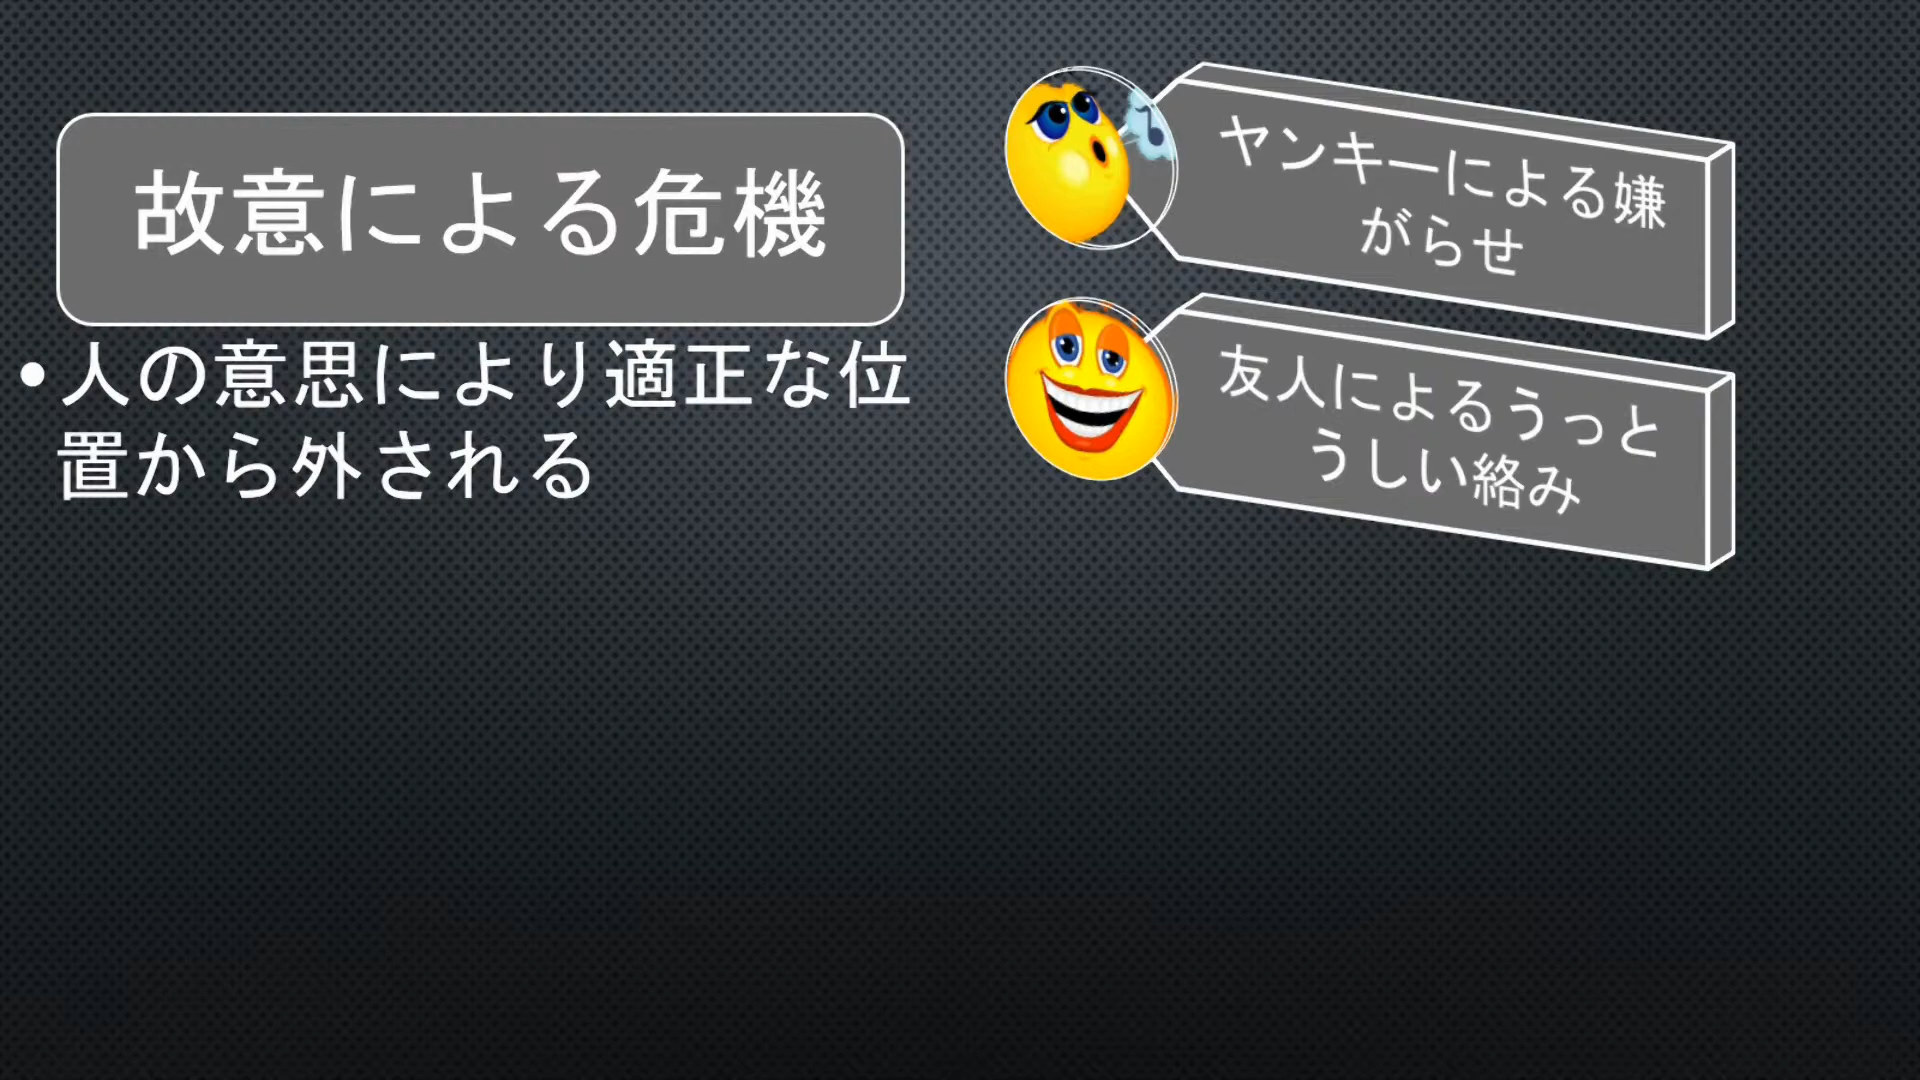 故意による危機
•人の意思により適正な位
置から外される
ヤンキーによる嫌
がらせ
友人によるうっと
うしい絡み